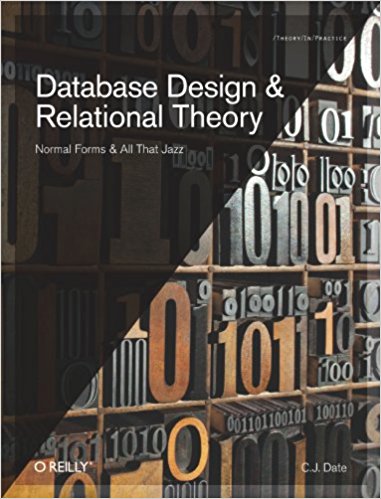 /THEORY/IN/PRACTICE
Database Design &
Relational Theory
Normal Forms & All That Jazz
O'REILLY®
C.J. Date